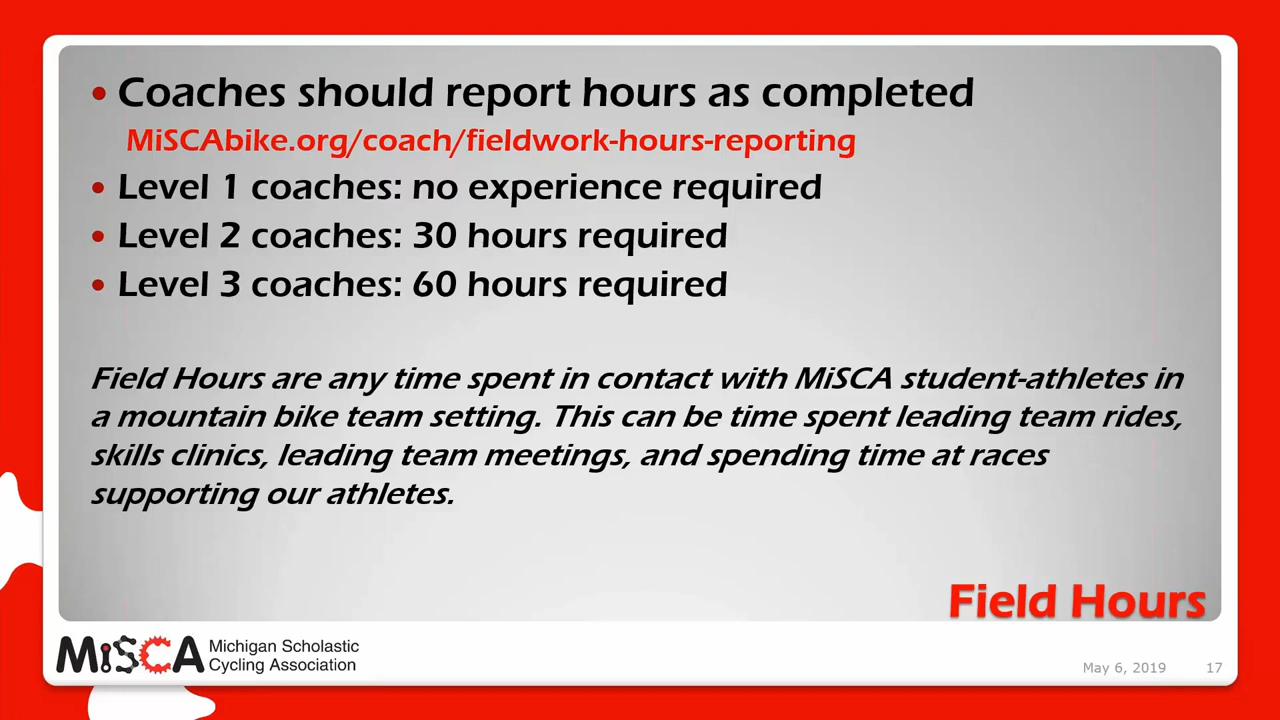 • Coaches should report hours as completed
MiSCAbike.org/coach/fieldwork-hours-reporting
• Level 1 coaches: no experience required
• Level 2 coaches: 30 hours required
• Level 3 coaches: 60 hours required
Field Hours are any time spent in contact with MiSCA student-athletes in
a mountain bike team setting. This can be time spent leading team rides,
skills clinics, leading team meetings, and spending time at races
supporting our athletes.
Field Hours
MiSCA
Michigan Scholastic
Cycling Association
May 6, 2019
17